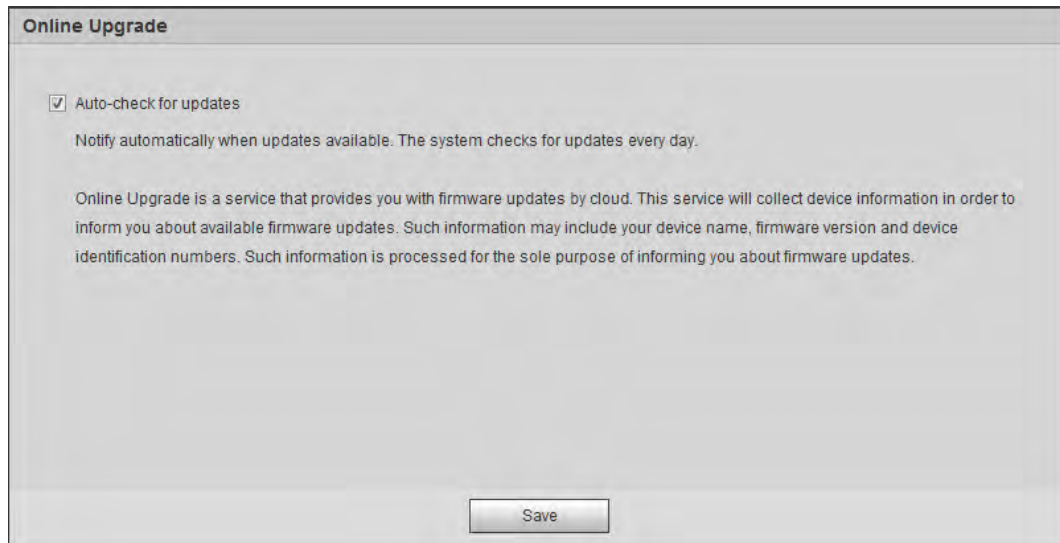 Online Upgrade
Auto-check for updates
Notify automatically when updates available. The system checks for updates every day.
Online Upgrade is a service that provides you with firmware updates by cloud. This service will collect device information in order to
inform you about available firmware updates. Such information may include your device name, firmware version and device
identification numbers. Such information is processed for the sole purpose of informing you about firmware updates.
Save